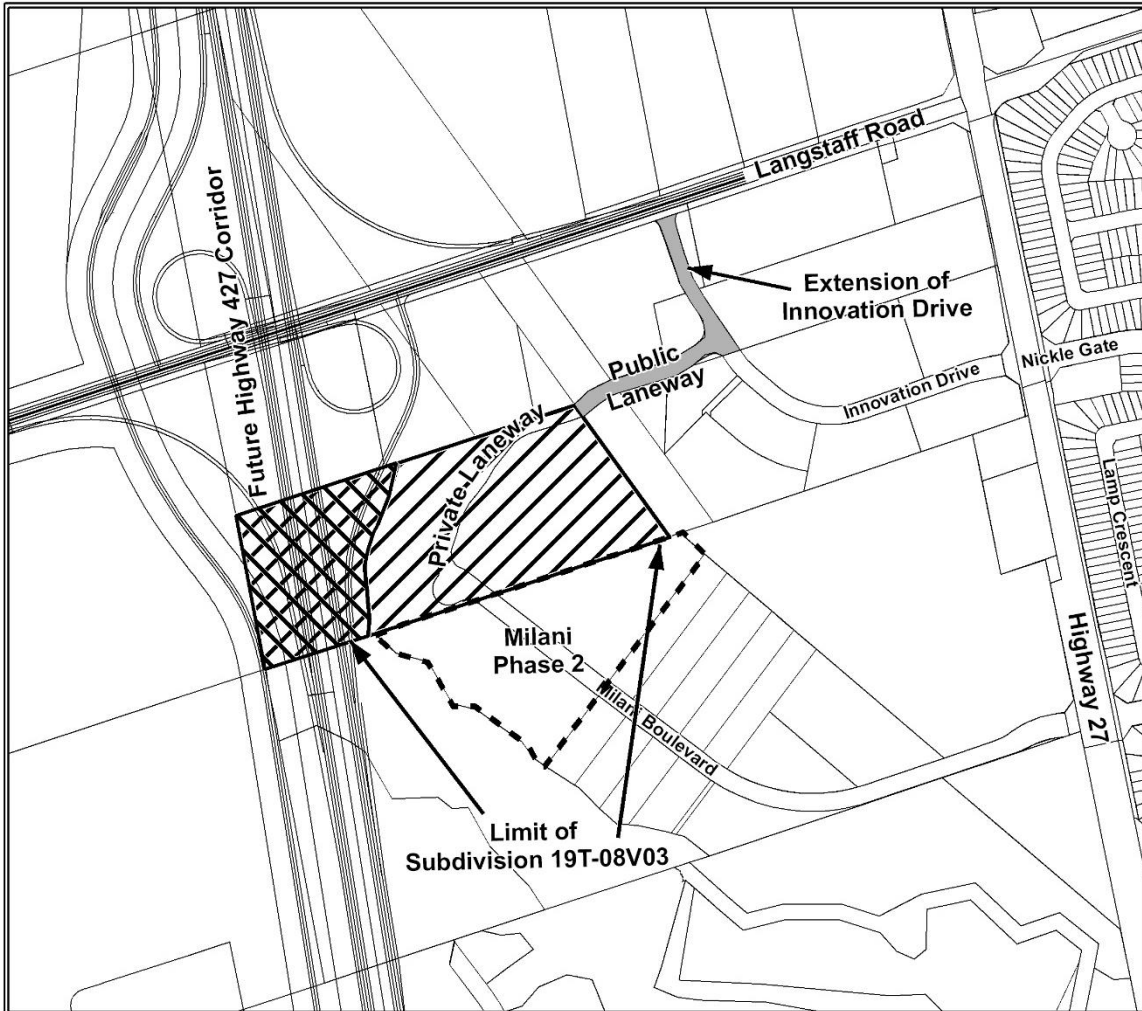 Langstaff Road
Future Highway 427 Corridor
Extension of
Innovation Drive
Public
Laneway
Nickle Gate
Innovation Drive
Private Laneway
Lamp Crescent
Milani
Phase 2
Milani Boulevard
Highway 27
Limit of
Subdivision 19T-08V03